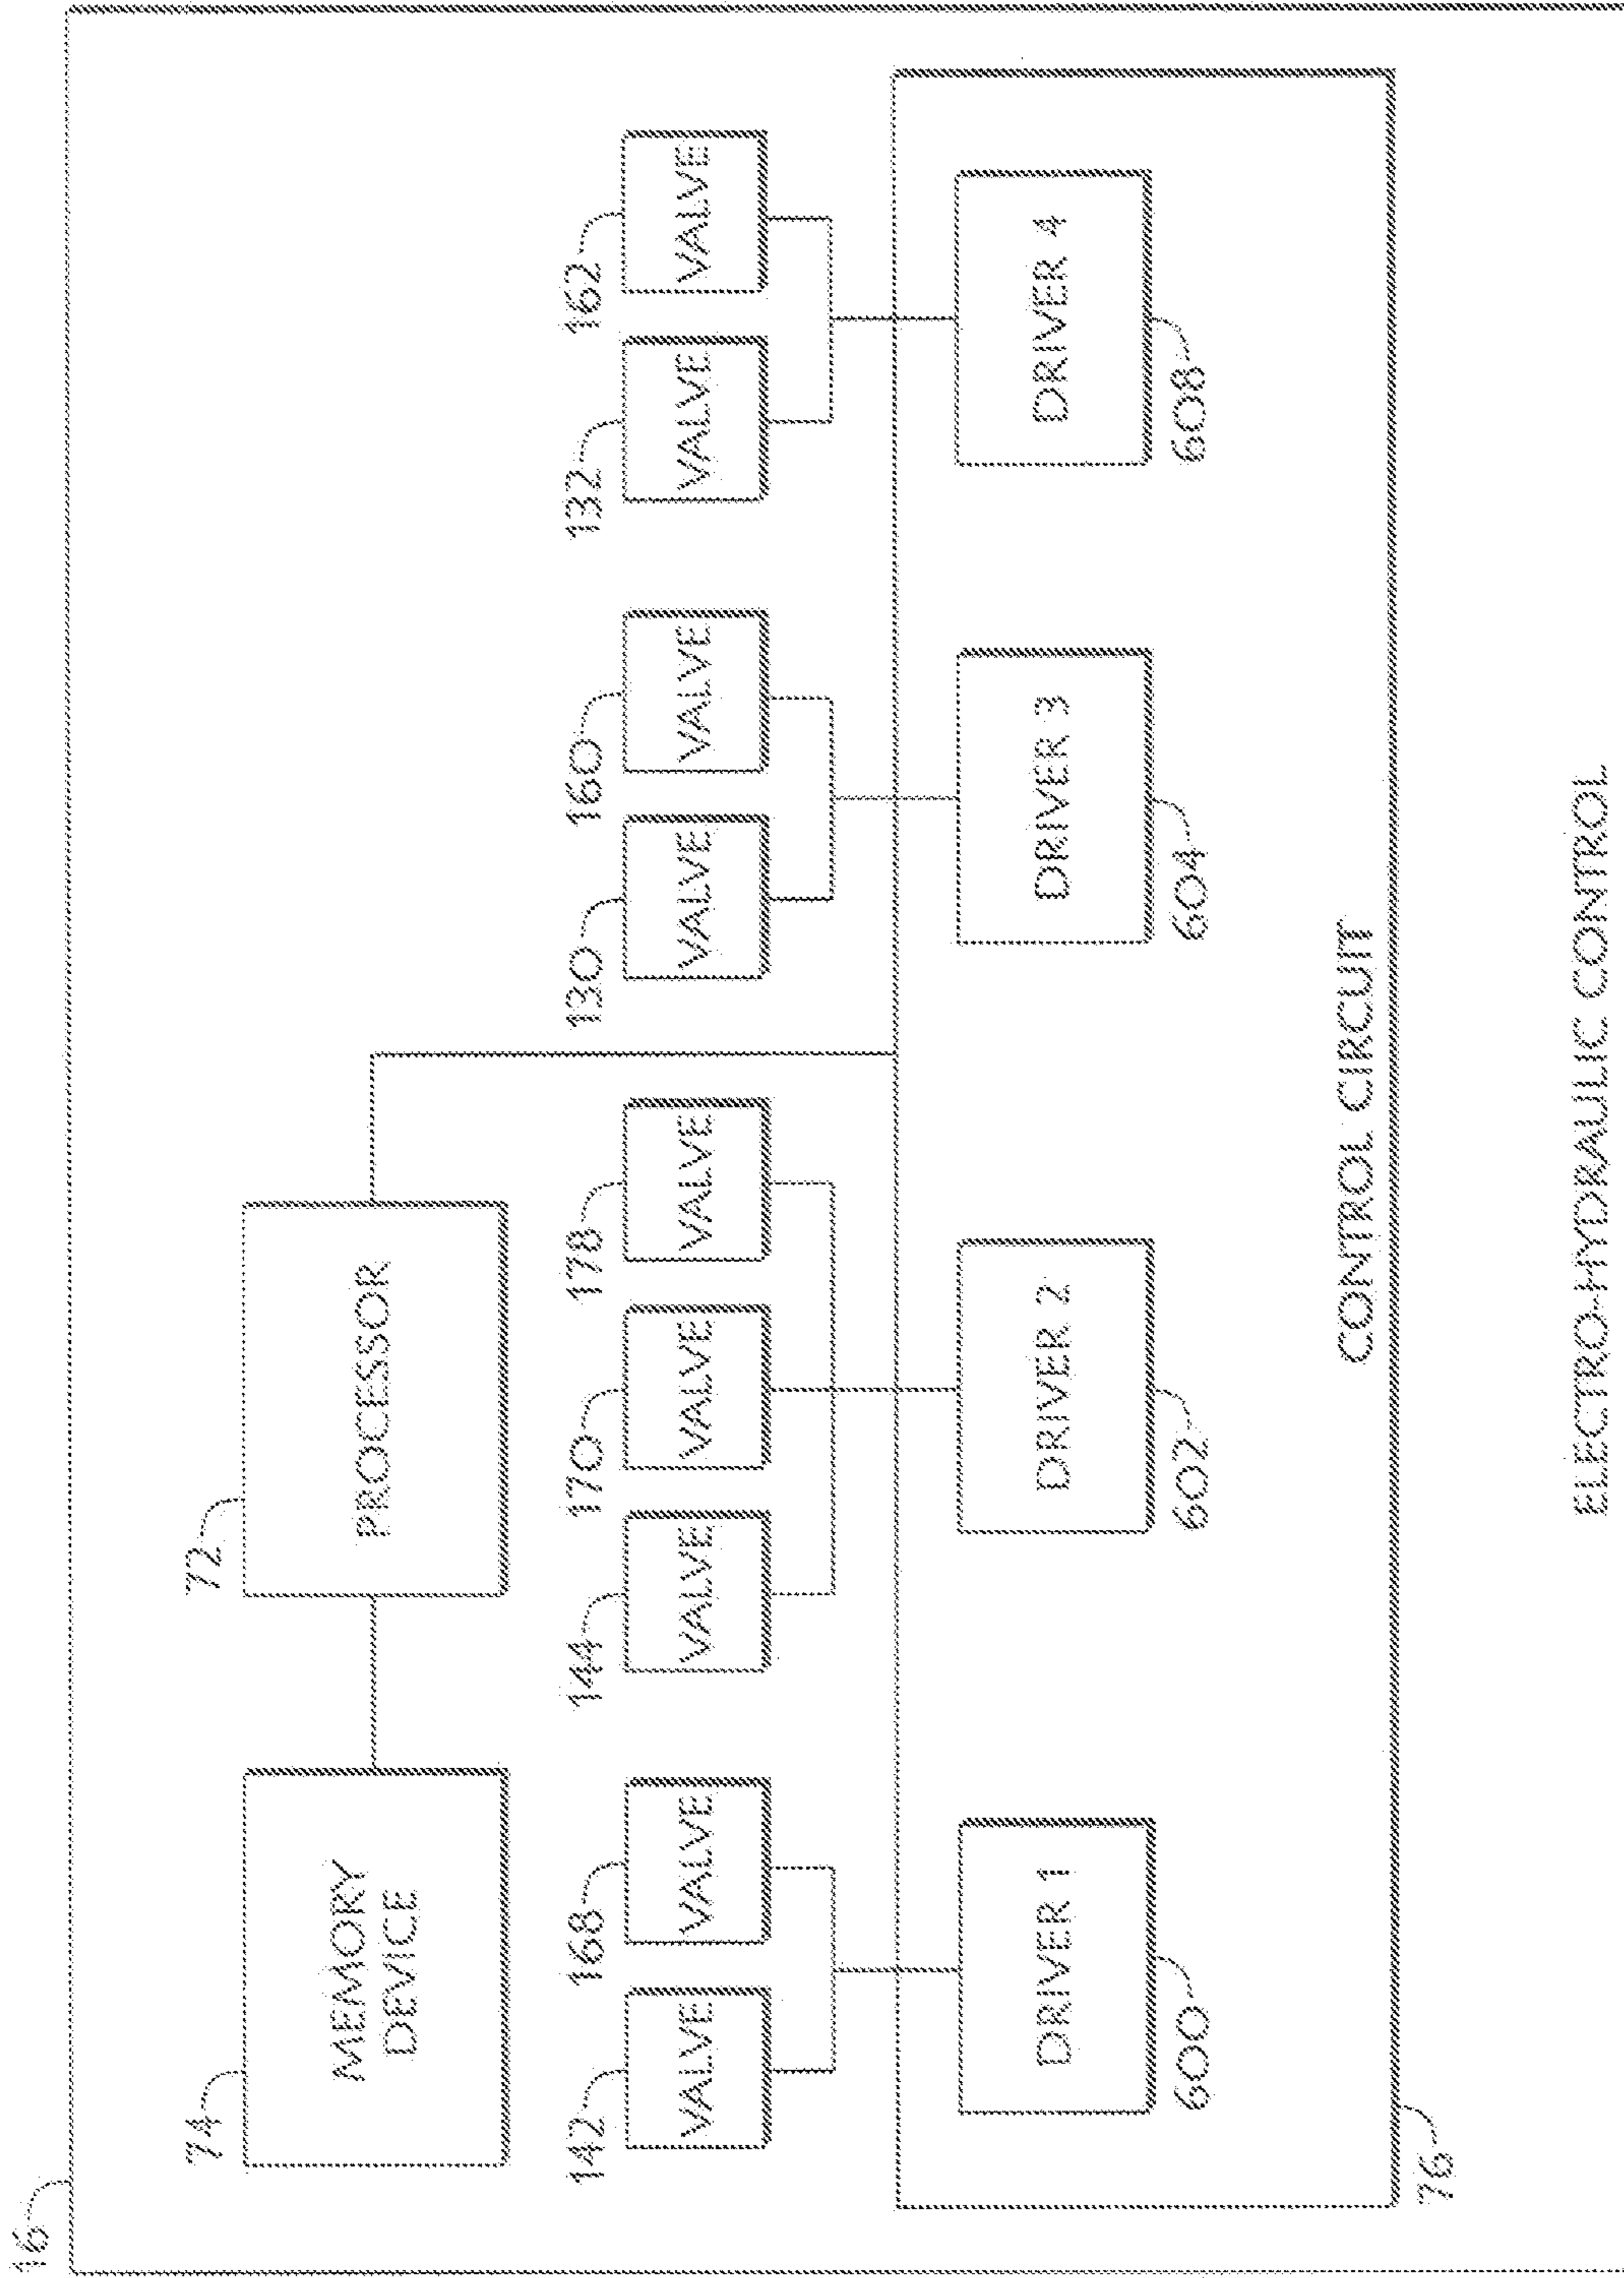 16
74
72
MEMORY
DEVICE
PROCESSOR
142
168
144
170
178
130
160
132
162
VALVE
VALVE
VALVE
VALVE
VALVE
VALVE
VALVE
VALVE
VALVE
DRIVER 1
DRIVER 2
DRIVER 3
DRIVER 4
600
602
604
608
CONTROL CIRCUIT
76
ELECTRO-HYDRAULIC CONTROL